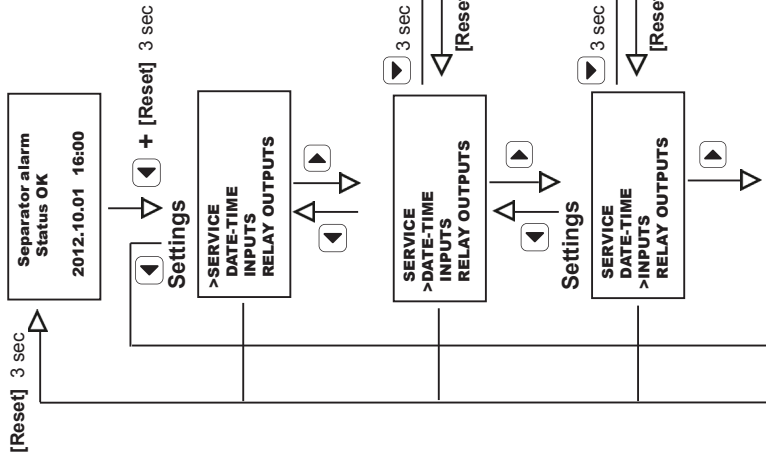 [Reset] 3 sec
Separator alarm
Status OK
2012.10.01 16:00
+ [Reset] 3 sec
Settings
>SERVICE
DATE-TIME
INPUTS
RELAY OUTPUTS
3 sec
[Reset
SERVICE
>DATE-TIME
INPUTS
RELAY OUTPUTS
Settings
3 sec
[Reset
SERVICE
DATE-TIME
>INPUTS
RELAY OUTPUTS